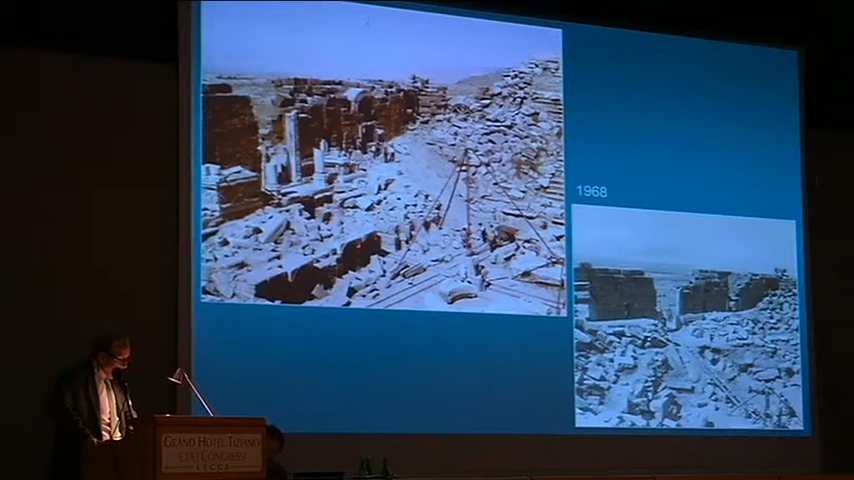 1968
GRAND HOTEL TIZIANO
E DEI CONGRESSI
LECCE